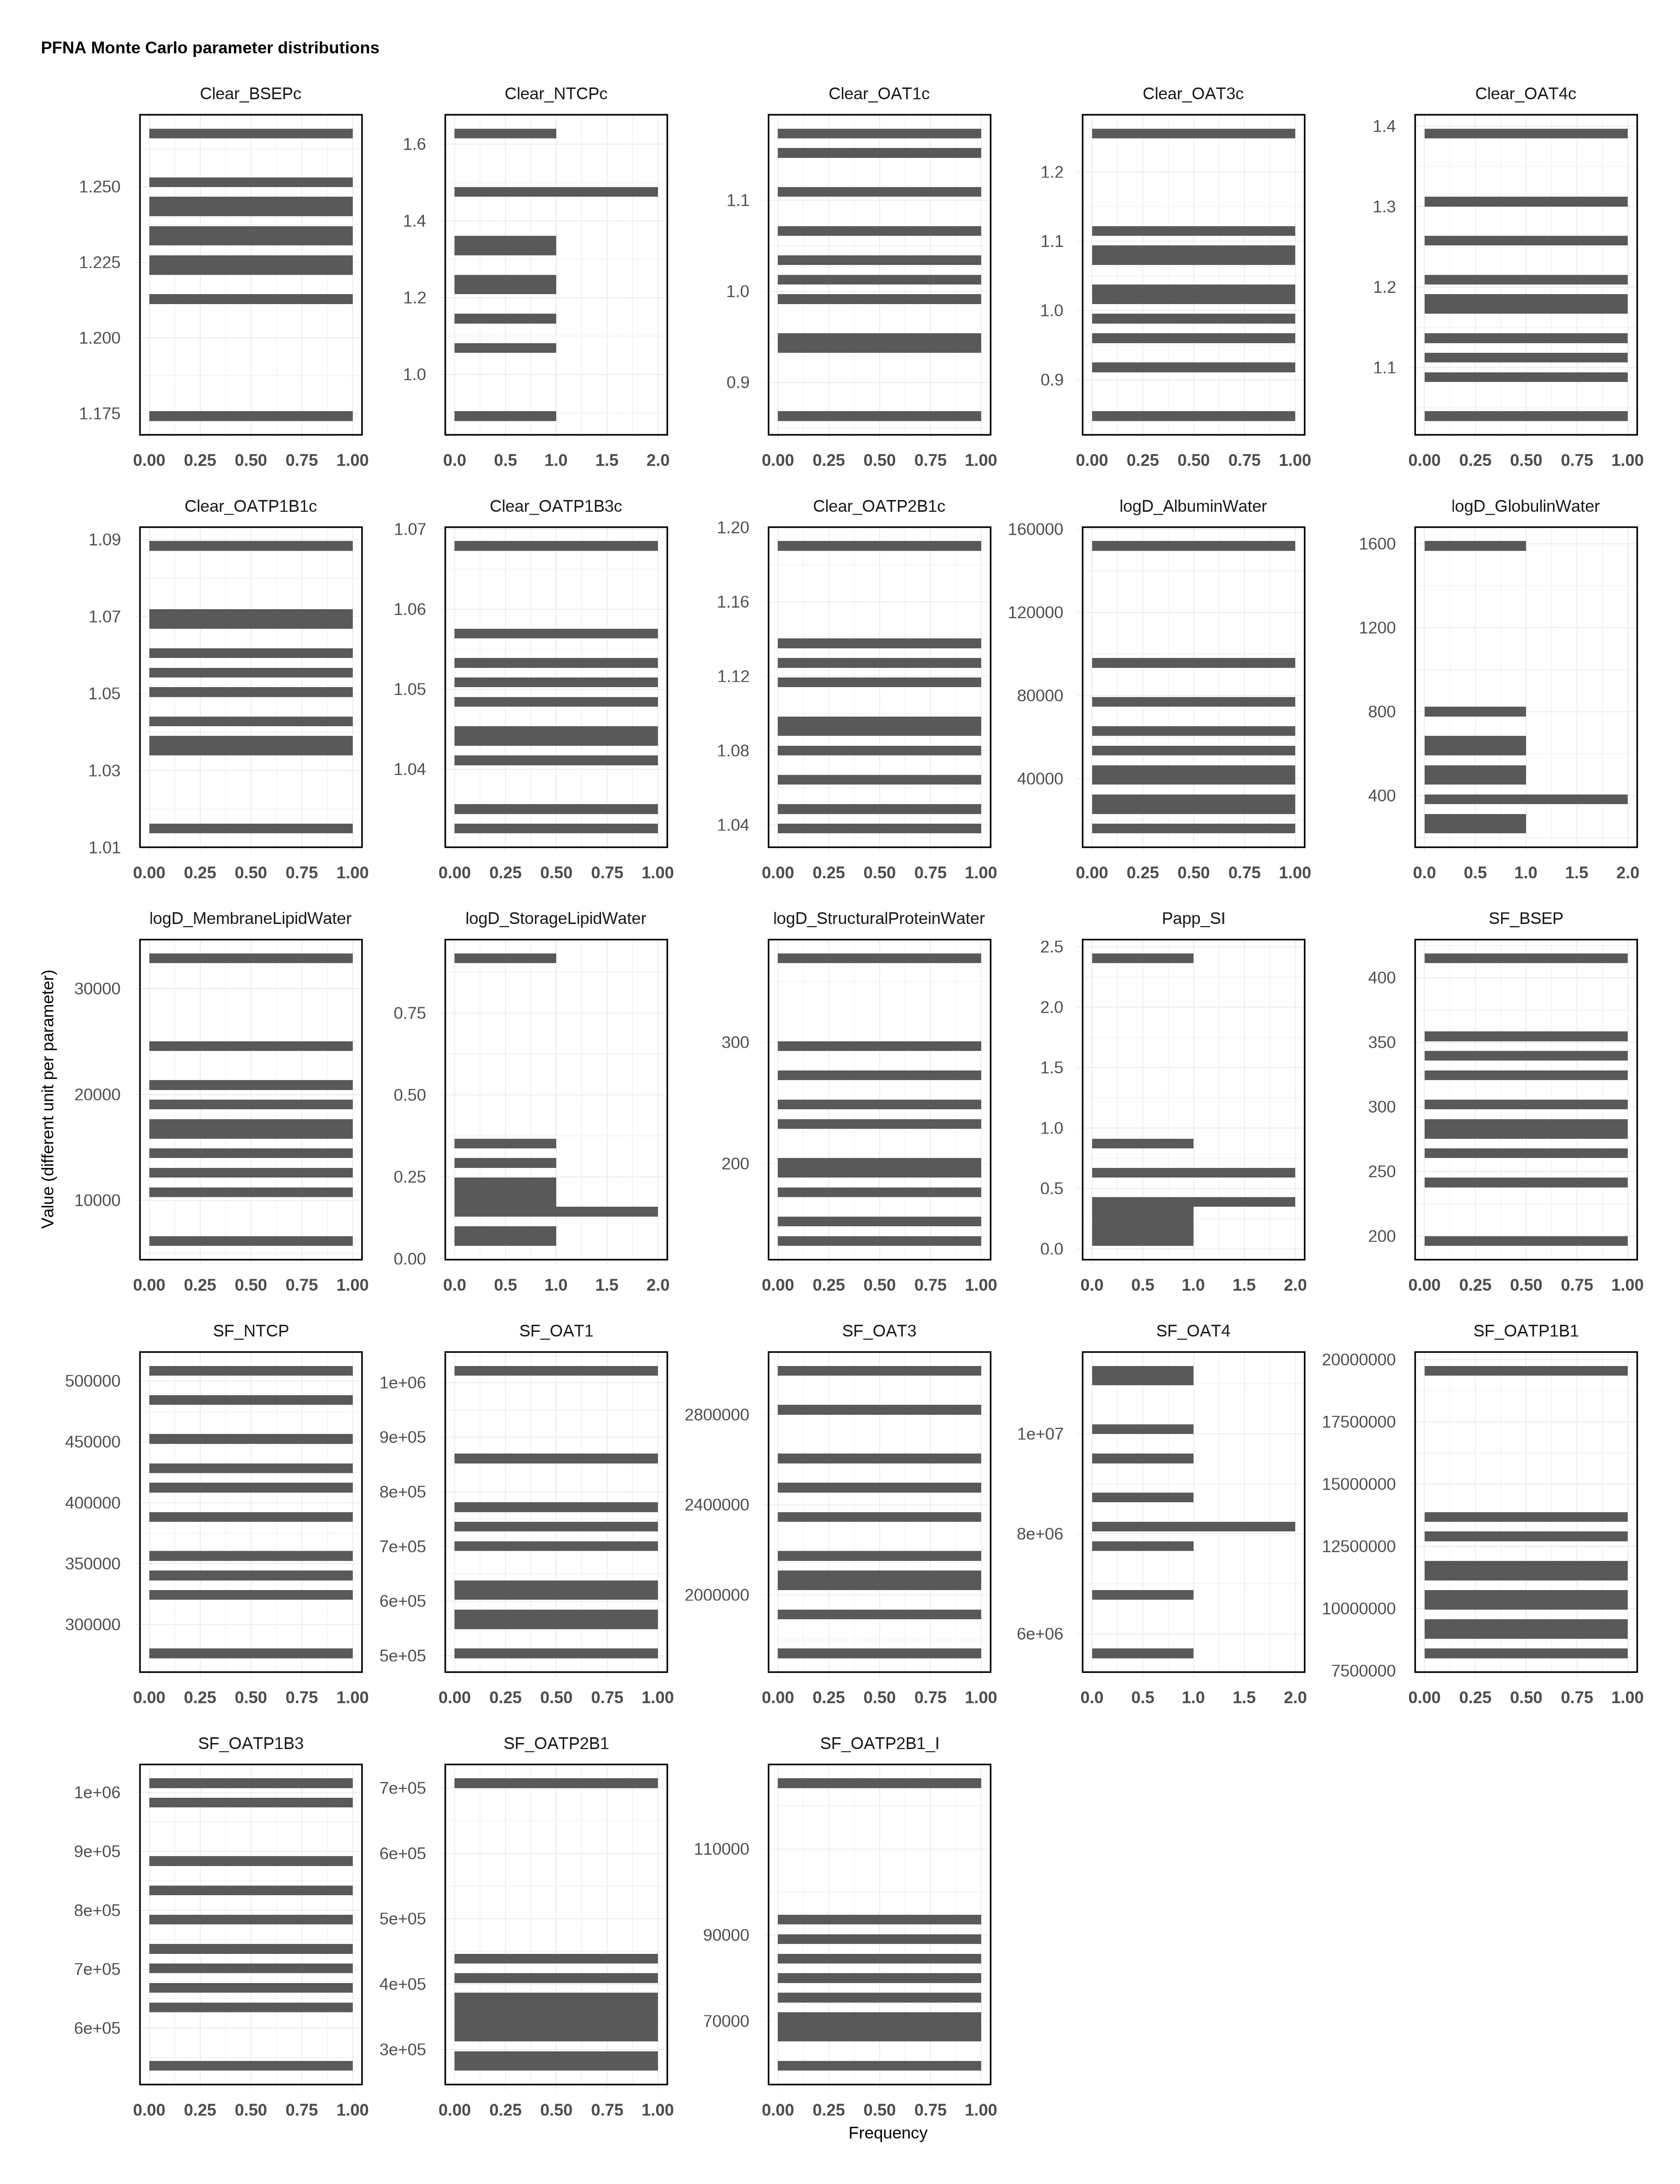 PFNA Monte Carlo parameter distributions
Clear_BSEPc Clear_NTCPc Clear_OAT1c Clear_OAT3c Clear_OAT4c
1.250 1.225 1.200 1.175
1.6 1.4 1.2 1.0
1.1 1.0 0.9
1.2 1.1 1.0 0.9
1.4 1.3 1.2 1.1
0.00 0.25 0.50 0.75 1.00
0.0 0.5 1.0 1.5 2.0
0.00 0.25 0.50 0.75 1.00
0.00 0.25 0.50 0.75 1.00
0.00 0.25 0.50 0.75 1.00
Clear_OATP1B1c Clear_OATP1B3c Clear_OATP2B1c logD_AlbuminWater logD_GlobulinWater
1.09 1.07 1.05 1.03 1.01
1.07 1.06 1.05 1.04
1.20 1.16 1.12 1.08 1.04
160000 120000 80000 40000
1600 1200 800 400
0.00 0.25 0.50 0.75 1.00
0.00 0.25 0.50 0.75 1.00
0.00 0.25 0.50 0.75 1.00
0.00 0.25 0.50 0.75 1.00
0.0 0.5 1.0 1.5 2.0
logD_MembraneLipidWater logD_StorageLipidWater logD_StructuralProteinWater Papp_SI SF_BSEP
Value (different unit per parameter)
30000 20000 10000
0.75 0.50 0.25 0.00
300 200
2.5 2.0 1.5 1.0 0.5 0.0
400 350 300 250 200
0.00 0.25 0.50 0.75 1.00
0.0 0.5 1.0 1.5 2.0
0.00 0.25 0.50 0.75 1.00
0.0 0.5 1.0 1.5 2.0
0.00 0.25 0.50 0.75 1.00
SF_NTCP SF_OAT1 SF_OAT3 SF_OAT4 SF_OATP1B1
500000 450000 400000 350000 300000
1e+06 9e+05 8e+05 7e+05 6e+05 5e+05
2800000 2400000 2000000
1e+07 8e+06 6e+06
20000000 17500000 15000000 12500000 10000000 7500000
0.00 0.25 0.50 0.75 1.00
0.00 0.25 0.50 0.75 1.00
0.00 0.25 0.50 0.75 1.00
0.0 0.5 1.0 1.5 2.0
0.00 0.25 0.50 0.75 1.00
SF_OATP1B3 SF_OATP2B1 SF_OATP2B1_I
1e+06 9e+05 8e+05 7e+05 6e+05
7e+05 6e+05 5e+05 4e+05 3e+05
110000 90000 70000
0.00 0.25 0.50 0.75 1.00
0.00 0.25 0.50 0.75 1.00
0.00 0.25 0.50 0.75 1.00
Frequency